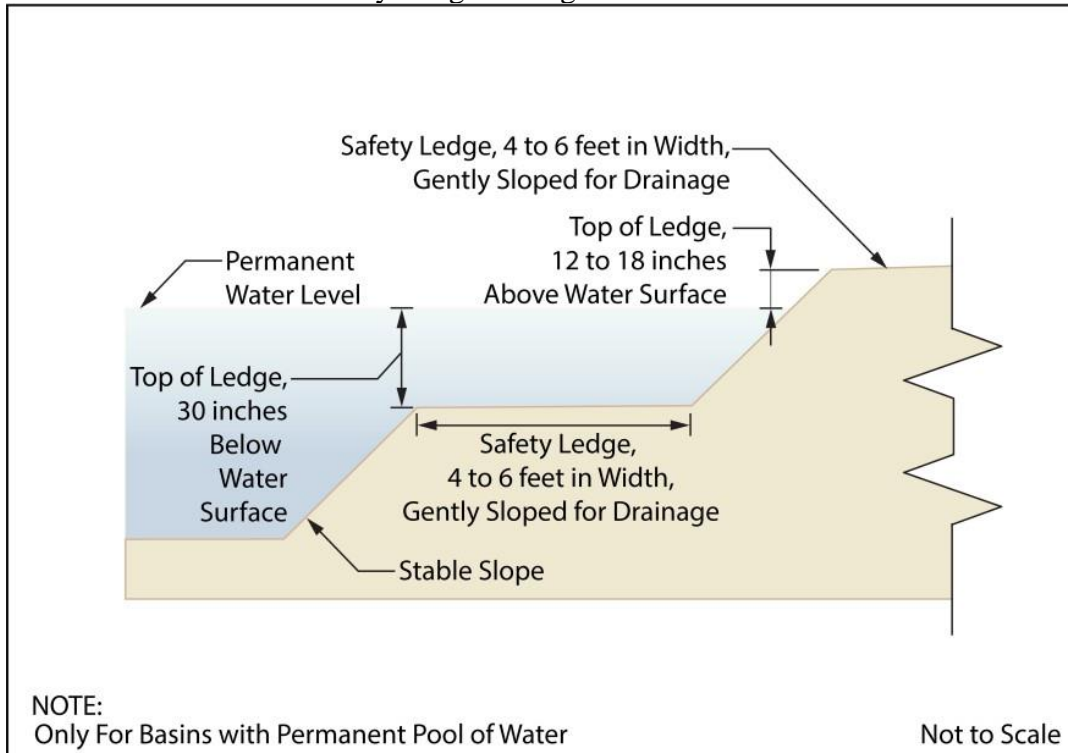 Safety Ledge, 4 to 6 feet in Width,
Gently Sloped for Drainage
Top of Ledge,
12 to 18 inches
Above Water Surface
Permanent
Water Level
Top of Ledge,
30 inches
Below
Water
Surface
Safety Ledge,
4 to 6 feet in Width,
Gently Sloped for Drainage
Stable Slope
NOTE:
Only For Basins with Permanent Pool of Water
Not to Scale